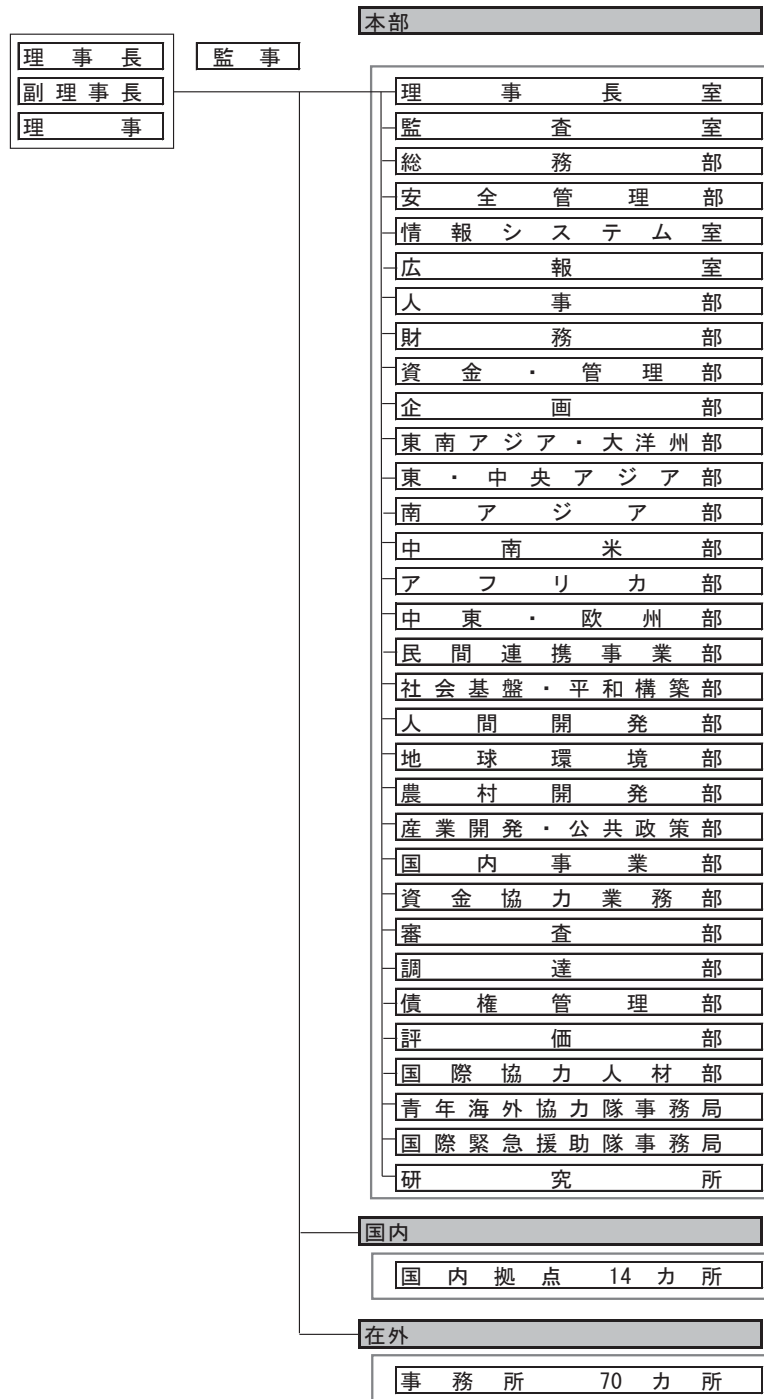 本部
理事長
監事
副理事長
理事
理事長室
監査室
総務部
安全管理部
情報システム室
広報室
人事部
財務部
資金・管理部
企画部
東南アジア・大洋州部
東・中央アジア部
南アジア部
中南米部
アフリカ部
中東・欧州部
民間連携事業部
社会基盤・平和構築部
人間開発部
地球環境部
農村開発部
産業開発・公共政策部
国内事業部
資金協力業務部
審査部
調達部
債権管理部
評価部
国際協力人材部
青年海外協力隊事務局
国際緊急援助隊事務局
研究所
国内
国内拠点 14カ所
在外
事務所 70カ所